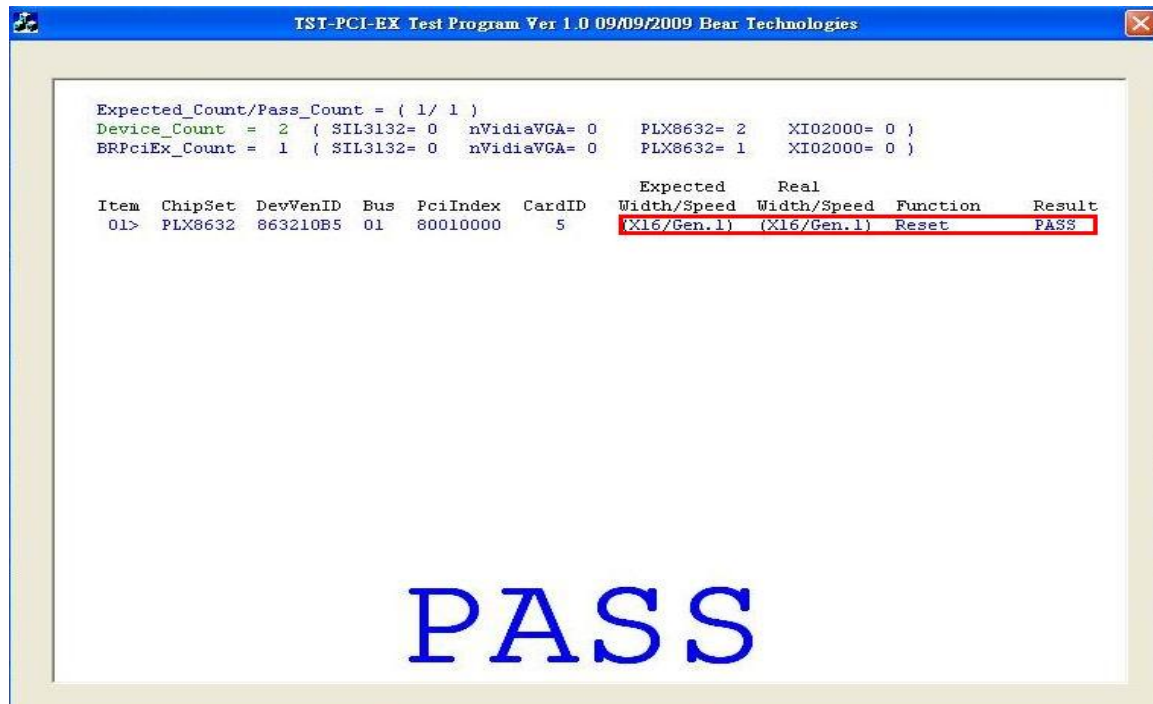 TST-PCI-EX Test Program Ver 1.0 09/09/2009 Bear Technologies
Expected_Count/Pass_Count = ( 1/ 1 )
Device_Count = 2 ( SIL3132= 0 nVidiaVGA= 0 PLX8632= 2 XIO2000= 0 )
BRPciEx_Count = 1 ( SIL3132= 0 nVidiaVGA= 0 PLX8632= 1 XIO2000= 0 )
Expected Real
Item ChipSet DevVenID Bus PciIndex CardID Width/Speed Width/Speed Function Result
01> PLX8632 863210B5 01 80010000 5 (X16/Gen.1) (X16/Gen.1) Reset PASS
PASS